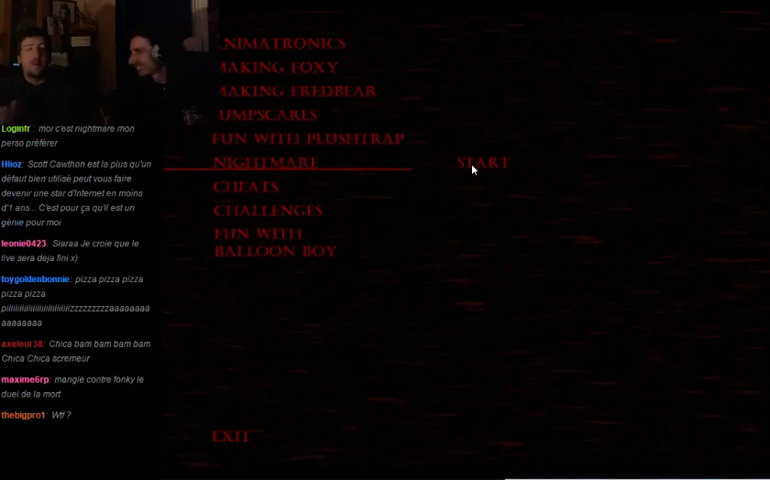 Loginfr : moi c'est nightmare mon
perso préférer
Hlioz: Scott Cawthon est la plus qu'un
défaut bien utilisé peut vous faire
devenir une star d'Internet en moins
d'1 ans... C'est pour ça qu'il est un
génie pour moi
leonie0423. Siaraa Je croie que le
live sera deja fini x)
toygoldenbonnie. pizza pizza pizza
pizza pizza
axeleur38: Chica bam bam bam bam
Chica Chica scremeur
maxime6rp: mangle contre fonky le
duel de la mort
thebigpro1: Wtf ?
NIMATRONICS
MAKING FOXY
MAKING FREDBEAR
UMPSCARES
FUN WITH PLUSHTRAP
NIGHTMARE
START
CHEATS
CHALLENGES
FUN WITH
BALLOON BOY
EXIT